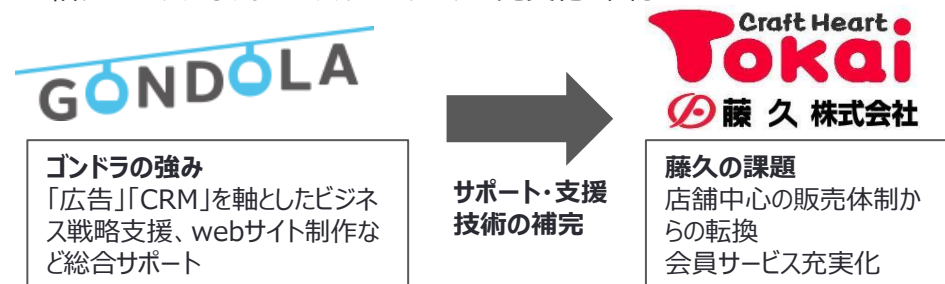 GONDOLA
Craft Heart
Tokai
藤久 株式会社
ゴンドラの強み
「広告」「CRM」を軸としたビジネ
ス戦略支援、webサイト制作な
ど総合サポート
サポート・支援
技術の補完
藤久の課題
店舗中心の販売体制か
らの転換
会員サービス充実化